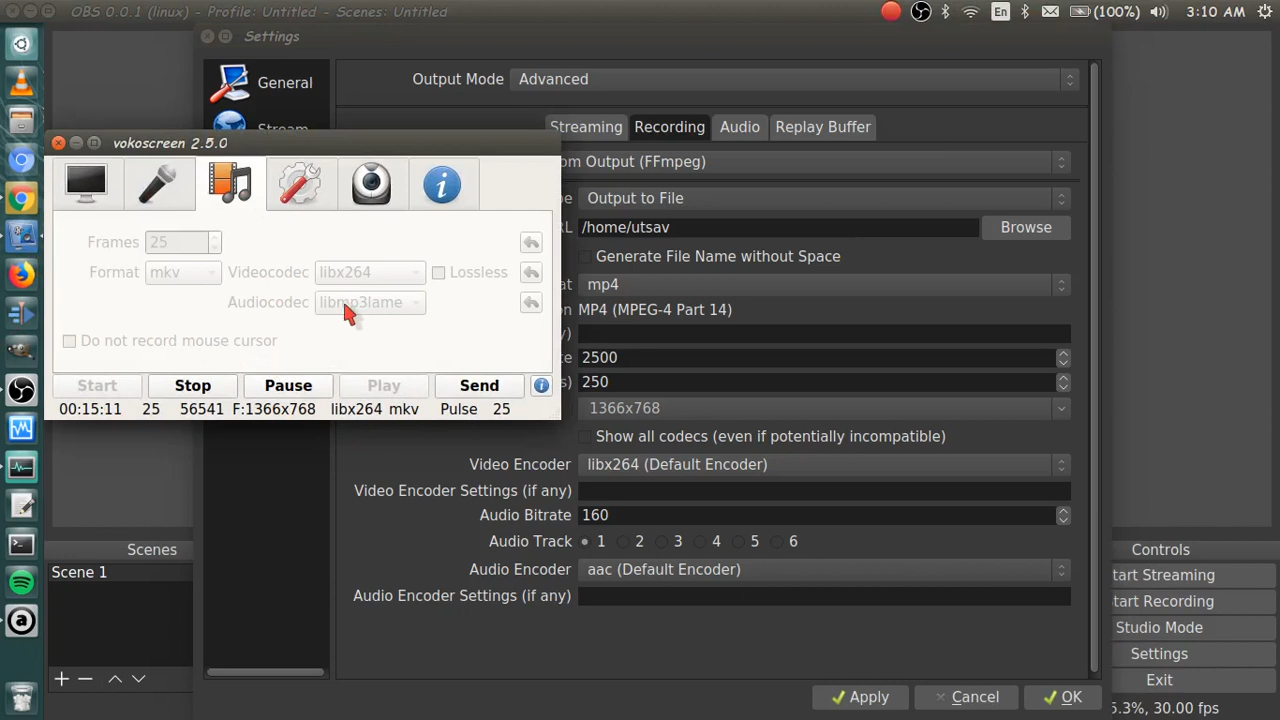 OBS 0.0.1 (linux) - Profile: Untitled - Scenes: Untitled
En
(100%)
3:10 AM
Settings
General
Stream
Output Mode
Advanced
Streaming
Recording
Audio
Replay Buffer
vokoscreen 2.5.0
om Output (FFmpeg)
Output to File
/home/utsav
Browse
Generate File Name without Space
mp4
MP4 (MPEG-4 Part 14)
2500
250
1366x768
Show all codecs (even if potentially incompatible)
Frames
25
Format
mkv
Videocodec
libx264
Lossless
Audiocodec
libmp3lame
Do not record mouse cursor
Start
Stop
Pause
Play
Send
00:15:11
25
56541
F:1366x768
libx264
mkv
Pulse
25
Video Encoder
libx264 (Default Encoder)
Video Encoder Settings (if any)
Audio Bitrate
160
Audio Track
1
2
3
4
5
6
Audio Encoder
aac (Default Encoder)
Audio Encoder Settings (if any)
Scenes
Scene 1
Controls
tart Streaming
tart Recording
Studio Mode
Settings
Exit
Apply
Cancel
OK
5.3%, 30.00 fps